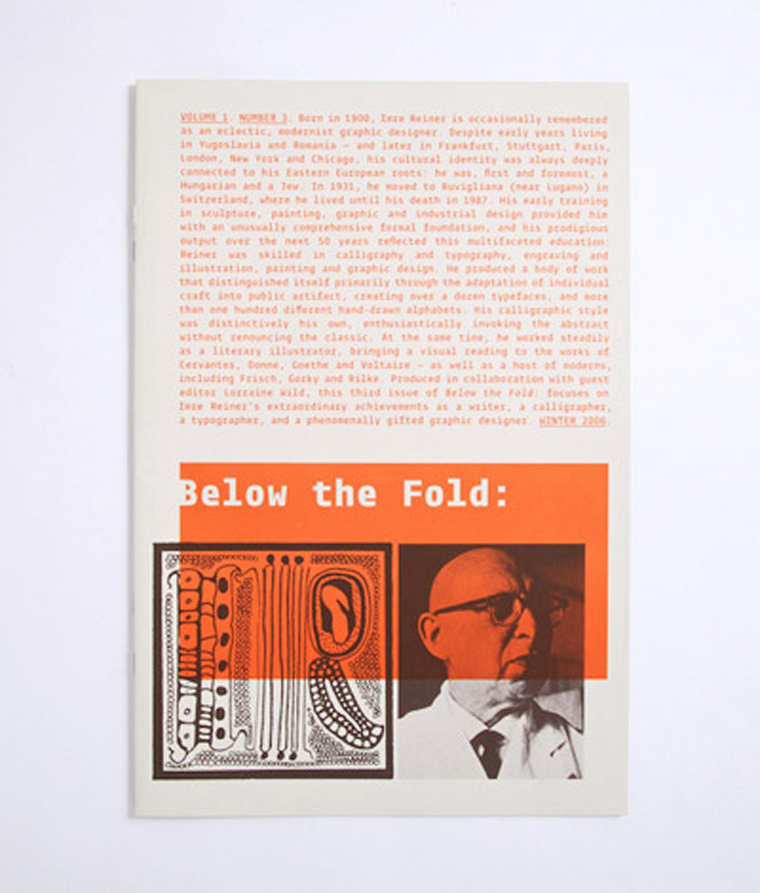 VOLUME 1. NUMBER 3. Born in 1900, Imre Reiner is occasionally remembered
as an eclectic, modernist graphic designer. Despite early years living
in Yugoslavia and Romania – and later in Frankfurt, Stuttgart, Paris,
London, New York and Chicago, his cultural identity was always deeply
connected to his Eastern European roots: he was, first and foremost, a
Hungarian and a Jew. In 1931, he moved to Ruvigliana (near Lugano) in
Switzerland, where he lived until his death in 1987. His early training
in sculpture, painting, graphic and industrial design provided him
with an unusually comprehensive formal foundation, and his prodigious
output over the next 50 years reflected this multifaceted education:
Reiner was skilled in calligraphy and typography, engraving and
illustration, painting and graphic design. He produced a body of work
that distinguished itself primarily through the adaptation of individual
craft into public artifact, creating over a dozen typefaces, and more
than one hundred different hand-drawn alphabets. His calligraphic style
was distinctively his own, enthusiastically invoking the abstract
without renouncing the classic. At the same time, he worked steadily
as a literary illustrator, bringing a visual reading to the works of
Cervantes, Donne, Goethe and Voltaire – as well as a host of moderns,
including Frisch, Gorky and Rilke. Produced in collaboration with guest
editor Lorraine Wild, this third issue of Below the Fold: focuses on
Imre Reiner's extraordinary achievements as a writer, a calligrapher,
a typographer, and a phenomenally gifted graphic designer. WINTER 2006.
Below the Fold: